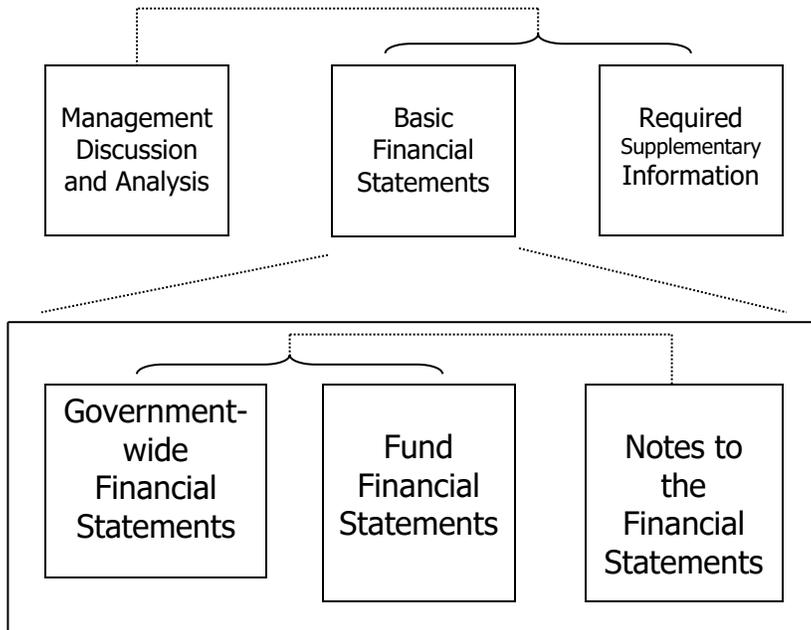 Management
Discussion
and Analysis
Basic
Financial
Statements
Required
Supplementary
Information
Government-
wide
Financial
Statements
Fund
Financial
Statements
Notes to
the
Financial
Statements